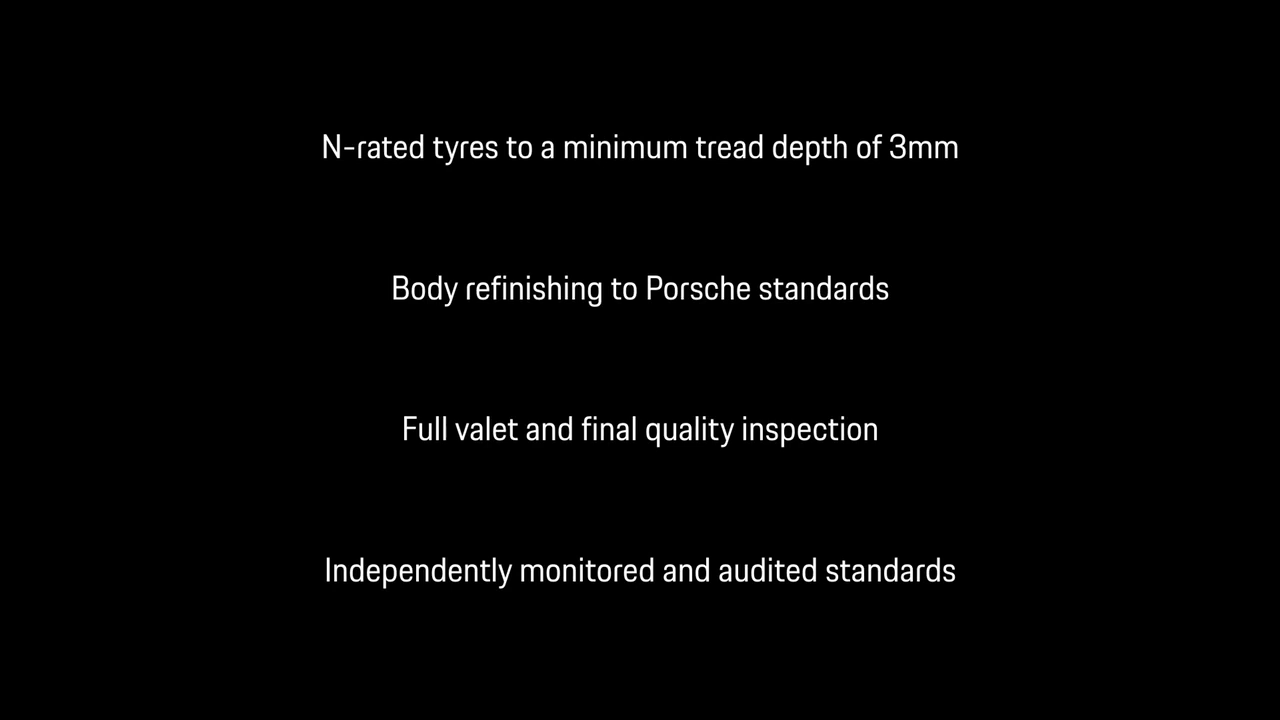 N-rated tyres to a minimum tread depth of 3mm
Body refinishing to Porsche standards
Full valet and final quality inspection
Independently monitored and audited standards